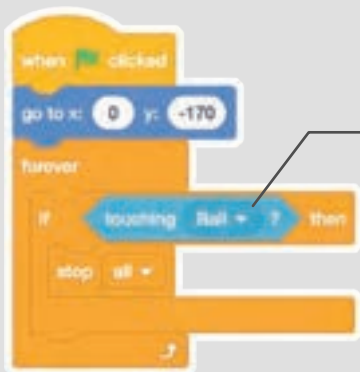 when clicked
go to x: 0 y: -170
forever
if touching Ball ? then
stop all